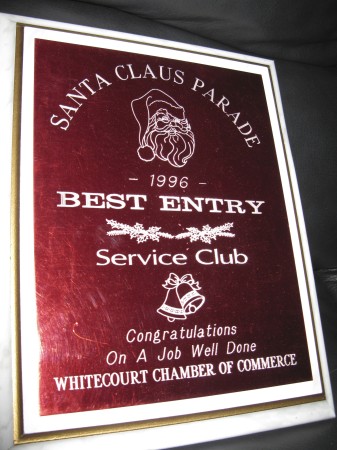 SANTA CLAUS PARADE
- 1996 -
BEST ENTRY
Service Club
Congratulations
On A Job Well Done
WHITECOURT CHAMBER OF COMMERCE